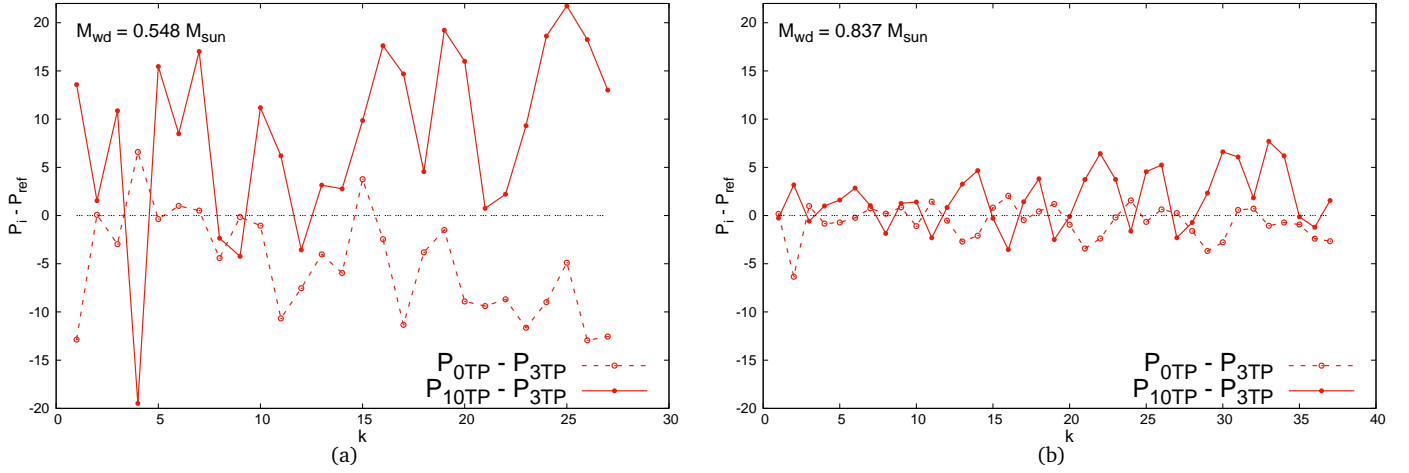 20
15
10
5
0
-5
-10
-15
-20
0 5 10 15 20 25 30
P_i - P_ref
k
M_wd = 0.548 M_sun
P_0TP - P_3TP
P_10TP - P_3TP
(a)
20
15
10
5
0
-5
-10
-15
-20
0 5 10 15 20 25 30 35 40
P_i - P_ref
k
M_wd = 0.837 M_sun
P_0TP - P_3TP
P_10TP - P_3TP
(b)